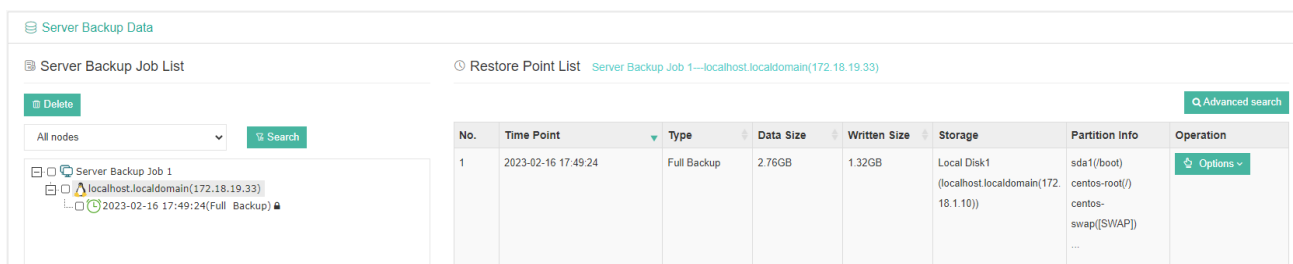 Server Backup Data
Server Backup Job List
Delete
All nodes
Search
Server Backup Job 1
localhost.localdomain(172.18.19.33)
2023-02-16 17:49:24(Full Backup)
Restore Point List Server Backup Job 1---localhost.localdomain(172.18.19.33)
Advanced search
No. Time Point Type Data Size Written Size Storage Partition Info Operation
1 2023-02-16 17:49:24 Full Backup 2.76GB 1.32GB Local Disk1 sda1(/boot) Options
(localhost.localdomain(172. centos-root(/)
18.1.10)) centos-
swap([SWAP])
...